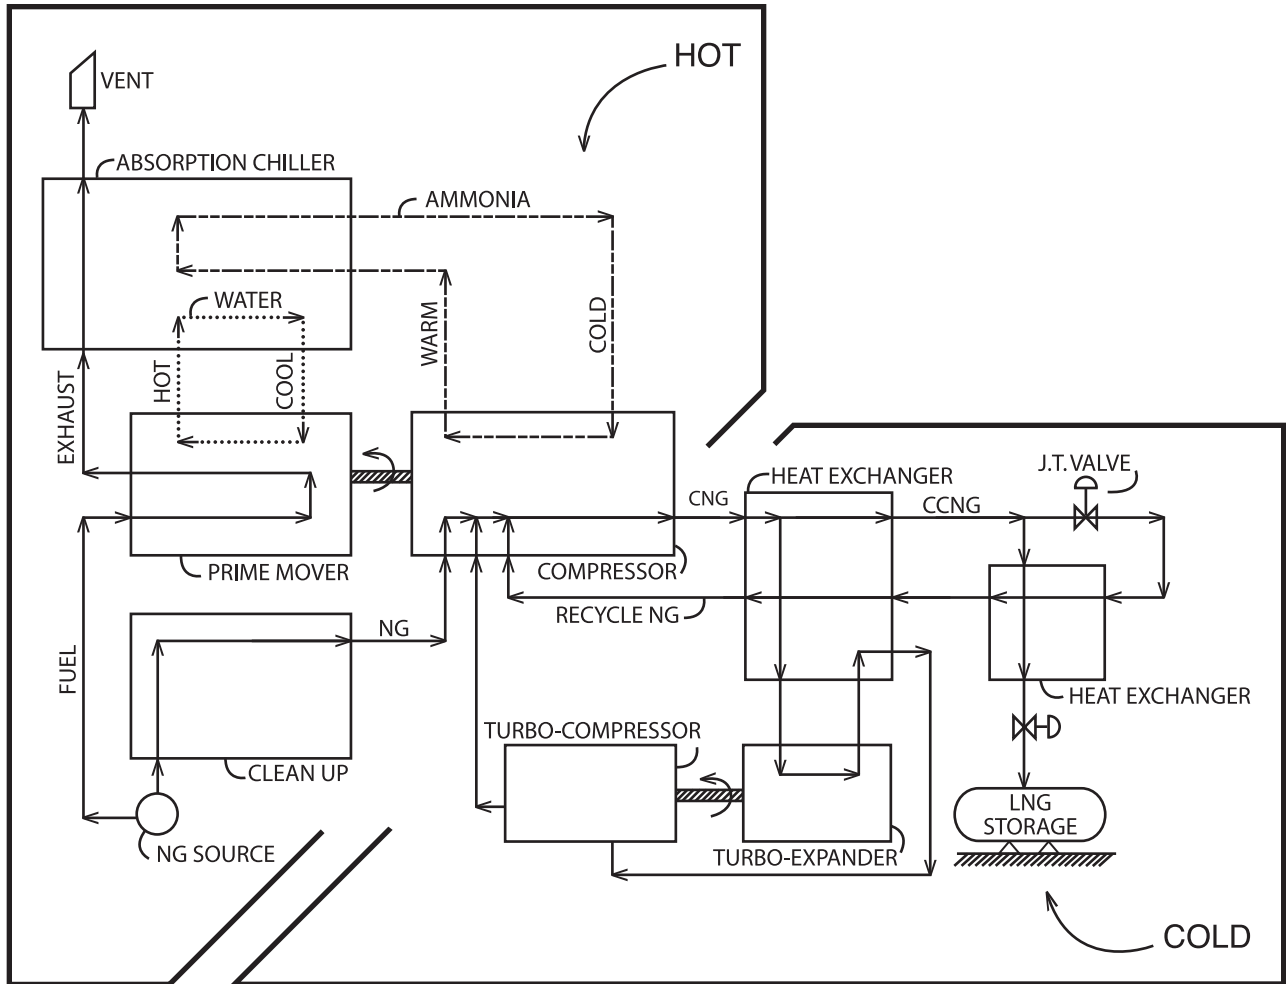 HOT
VENT
ABSORPTION CHILLER
AMMONIA
WATER
WARM
COLD
HOT
COOL
EXHAUST
HEAT EXCHANGER
J.T. VALVE
CNG
CCNG
PRIME MOVER
COMPRESSOR
RECYCLE NG
NG
FUEL
HEAT EXCHANGER
TURBO-COMPRESSOR
CLEAN UP
LNG
STORAGE
NG SOURCE
TURBO-EXPANDER
COLD